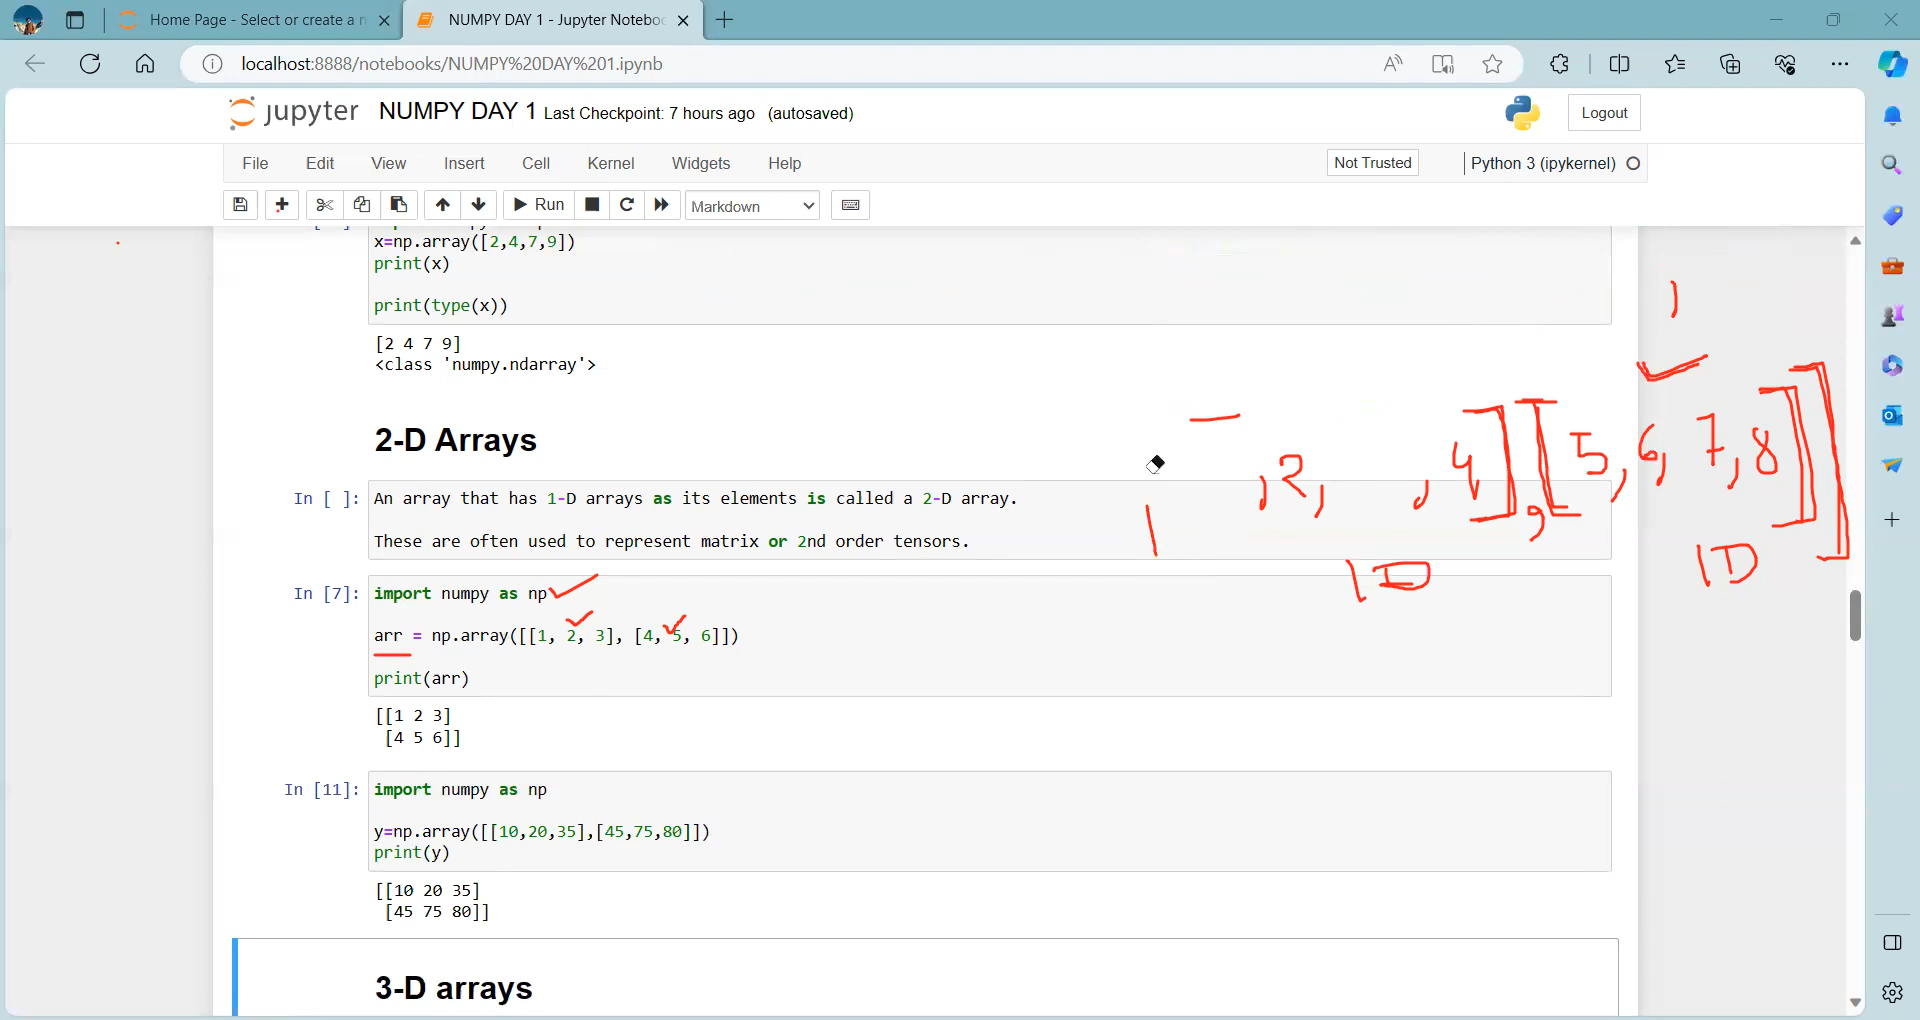 Home Page - Select or create a n
NUMPY DAY 1 - Jupyter Notebo
localhost:8888/notebooks/NUMPY%20DAY%201.ipynb
jupyter NUMPY DAY 1 Last Checkpoint: 7 hours ago (autosaved)
Logout
File Edit View Insert Cell Kernel Widgets Help
Not Trusted
Python 3 (ipykernel)
Run
Markdown
x=np.array([2,4,7,9])
print(x)
print(type(x))
[2 4 7 9]
<class 'numpy.ndarray'>
2-D Arrays
,2, ,4],[5,6,7,8]]
In [ ]: An array that has 1-D arrays as its elements is called a 2-D array.
These are often used to represent matrix or 2nd order tensors.
1D 1D
In [7]: import numpy as np
arr = np.array([[1, 2, 3], [4, 5, 6]])
print(arr)
[[1 2 3]
[4 5 6]]
In [11]: import numpy as np
y=np.array([[10,20,35],[45,75,80]])
print(y)
[[10 20 35]
[45 75 80]]
3-D arrays